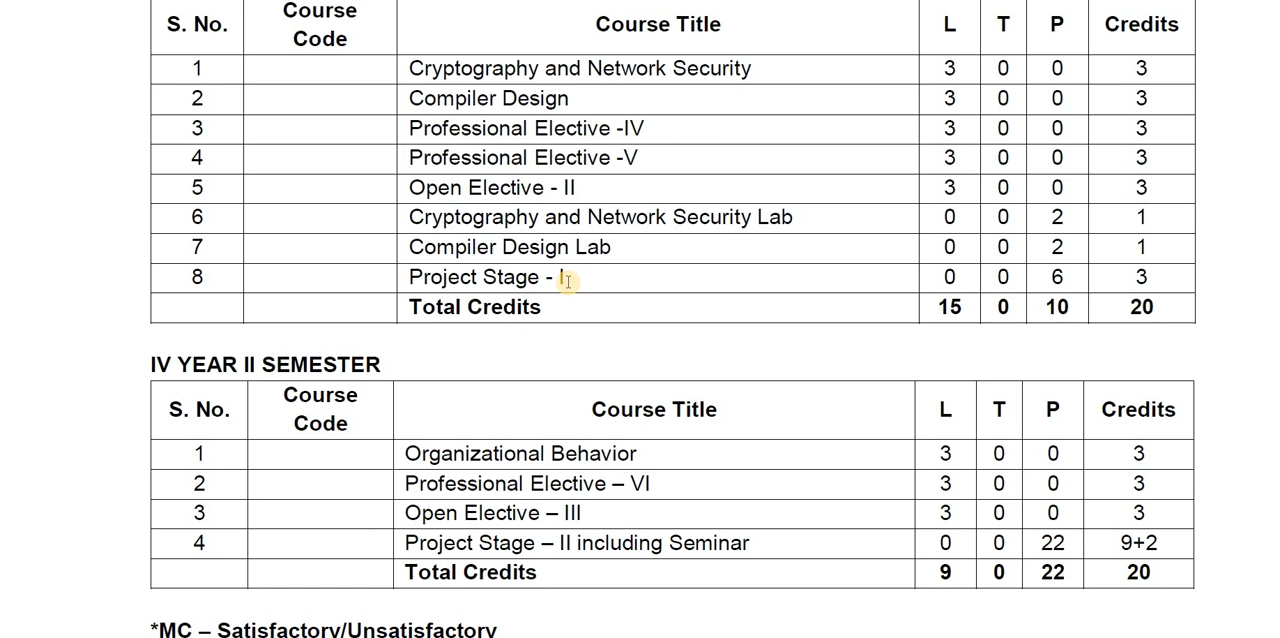 S. No. Course Code Course Title L T P Credits
1 Cryptography and Network Security 3 0 0 3
2 Compiler Design 3 0 0 3
3 Professional Elective -IV 3 0 0 3
4 Professional Elective -V 3 0 0 3
5 Open Elective - II 3 0 0 3
6 Cryptography and Network Security Lab 0 0 2 1
7 Compiler Design Lab 0 0 2 1
8 Project Stage - I 0 0 6 3
Total Credits 15 0 10 20
IV YEAR II SEMESTER
S. No. Course Code Course Title L T P Credits
1 Organizational Behavior 3 0 0 3
2 Professional Elective – VI 3 0 0 3
3 Open Elective – III 3 0 0 3
4 Project Stage – II including Seminar 0 0 22 9+2
Total Credits 9 0 22 20
*MC – Satisfactory/Unsatisfactory